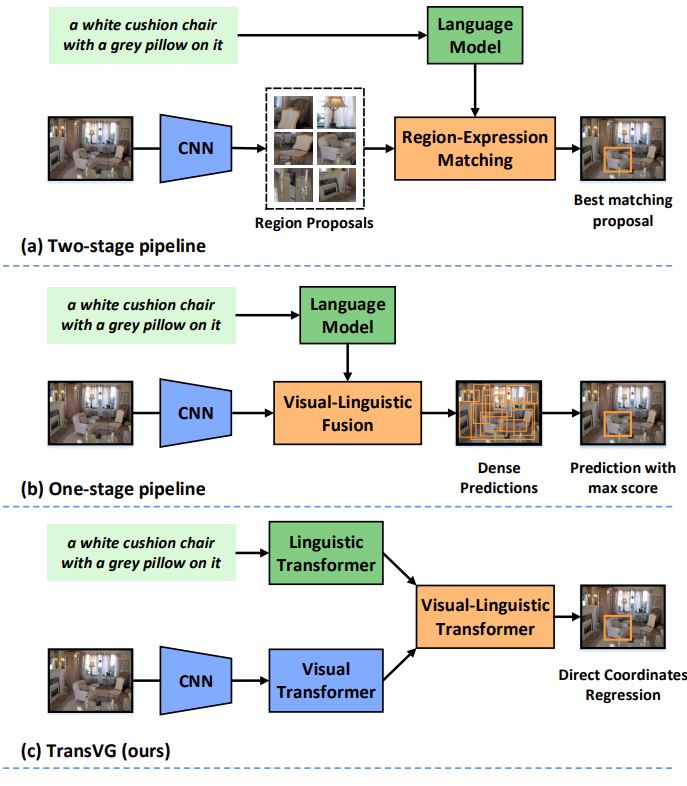 a white cushion chair
with a grey pillow on it
Language
Model
CNN
Region Proposals
Region-Expression
Matching
Best matching
proposal
(a) Two-stage pipeline
a white cushion chair
with a grey pillow on it
Language
Model
CNN
Visual-Linguistic
Fusion
Dense
Predictions
Prediction with
max score
(b) One-stage pipeline
a white cushion chair
with a grey pillow on it
Linguistic
Transformer
Visual-Linguistic
Transformer
CNN
Visual
Transformer
Direct Coordinates
Regression
(c) TransVG (ours)